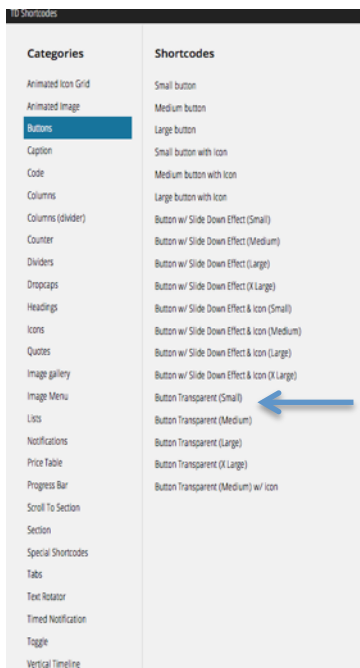 TD Shortcodes
Categories
Animated Icon Grid
Animated Image
Buttons
Caption
Code
Columns
Columns (divider)
Counter
Dividers
Dropcaps
Headings
Icons
Quotes
Image gallery
Image Menu
Lists
Notifications
Price Table
Progress Bar
Scroll To Section
Section
Special Shortcodes
Tabs
Text Rotator
Timed Notification
Toggle
Vertical Timeline
Shortcodes
Small button
Medium button
Large button
Small button with Icon
Medium button with Icon
Large button with Icon
Button w/ Slide Down Effect (Small)
Button w/ Slide Down Effect (Medium)
Button w/ Slide Down Effect (Large)
Button w/ Slide Down Effect (X Large)
Button w/ Slide Down Effect & Icon (Small)
Button w/ Slide Down Effect & Icon (Medium)
Button w/ Slide Down Effect & Icon (Large)
Button w/ Slide Down Effect & Icon (X Large)
Button Transparent (Small)
Button Transparent (Medium)
Button Transparent (Large)
Button Transparent (X Large)
Button Transparent (Medium) w/ icon